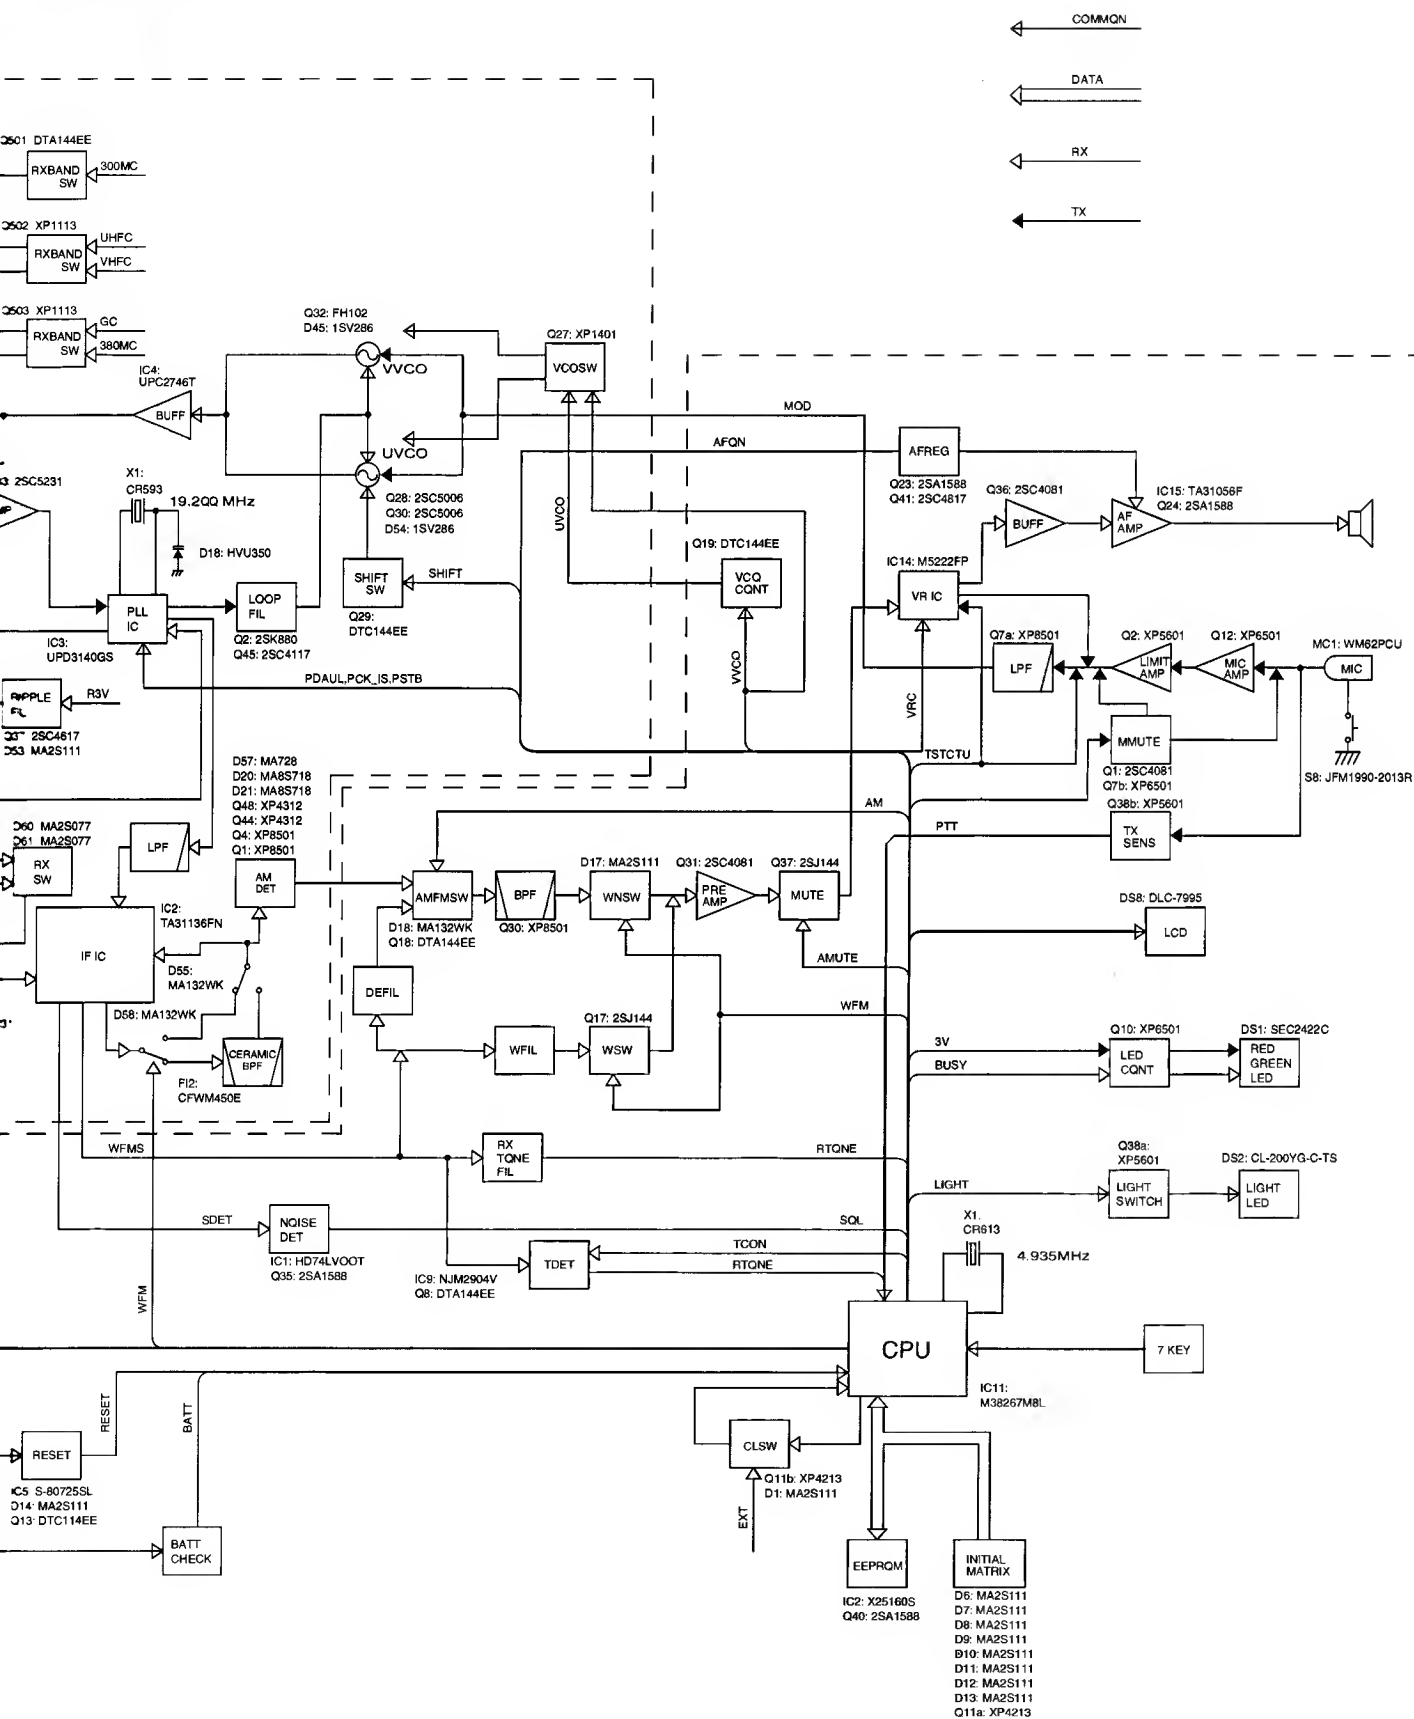 COMMON
DATA
RX
TX
Q501 DTA144EE
RXBAND
SW
300MC
Q502 XP1113
RXBAND
SW
UHFC
VHFC
Q503 XP1113
RXBAND
SW
GC
380MC
IC4:
UPC2746T
BUFF
Q32: FH102
D45: 1SV286
VVCO
UVCO
Q27: XP1401
VCOSW
MOD
AFON
AFREG
Q23: 2SA1588
Q41: 2SC4817
2SC5231
X1:
CR593
19.200 MHz
D18: HVU350
Q28: 2SC5006
Q30: 2SC5006
D54: 1SV286
SHIFT
SW
SHIFT
Q29:
DTC144EE
PLL
IC
IC3:
UPD3140GS
LOOP
FIL
Q2: 2SK880
Q45: 2SC4117
PDAUL,PCK_IS,PSTB
UVCO
Q19: DTC144EE
VCO
CONT
VVCO
Q36: 2SC4081
BUFF
IC15: TA31056F
Q24: 2SA1588
AF
AMP
IC14: M5222FP
VR IC
VRC
Q7a: XP8501
LPF
Q2: XP5601
LIMIT
AMP
Q12: XP6501
MIC
AMP
MC1: WM62PCU
MIC
S8: JFM1990-2013R
TSTCTU
MMUTE
Q1: 2SC4081
Q7b: XP6501
Q38b: XP5601
TX
SENS
PTT
RIPPLE
FIL
R3V
Q37 2SC4617
D53 MA2S111
D60 MA2S077
D61 MA2S077
RX
SW
LPF
D57: MA728
D20: MA8S718
D21: MA8S718
Q48: XP4312
Q44: XP4312
Q4: XP8501
Q1: XP8501
AM
DET
IC2:
TA31136FN
IF IC
D55:
MA132WK
D58: MA132WK
CERAMIC
BPF
FI2:
CFWM450E
AM
AMFMSW
D18: MA132WK
Q18: DTA144EE
BPF
Q30: XP8501
D17: MA2S111
WNSW
Q31: 2SC4081
PRE
AMP
Q37: 2SJ144
MUTE
AMUTE
DEFIL
WFIL
Q17: 2SJ144
WSW
WFM
DS8: DLC-7995
LCD
3V
BUSY
Q10: XP6501
LED
CONT
DS1: SEC2422C
RED
GREEN
LED
WFMS
RX
TONE
FIL
RTONE
LIGHT
Q38a:
XP5601
LIGHT
SWITCH
DS2: CL-200YG-C-TS
LIGHT
LED
SDET
NOISE
DET
IC1: HD74LVOOT
Q35: 2SA1588
SQL
TCON
RTONE
TDET
IC9: NJM2904V
Q8: DTA144EE
X1.
CR613
4.935MHz
WFM
CPU
IC11:
M38267M8L
7 KEY
RESET
BATT
RESET
IC5 S-80725SL
D14: MA2S111
Q13: DTC114EE
BATT
CHECK
CLSW
Q11b: XP4213
D1: MA2S111
EXT
EEPROM
IC2: X25160S
Q40: 2SA1588
INITIAL
MATRIX
D6: MA2S111
D7: MA2S111
D8: MA2S111
D9: MA2S111
D10: MA2S111
D11: MA2S111
D12: MA2S111
D13: MA2S111
Q11a: XP4213